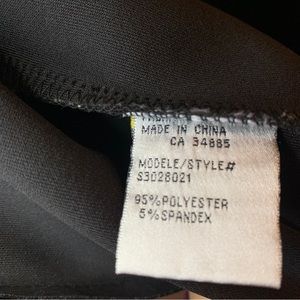 MADE IN CHINA
CA 34885
MODELE/STYLE#
S3028021
95%POLYESTER
5%SPANDEX